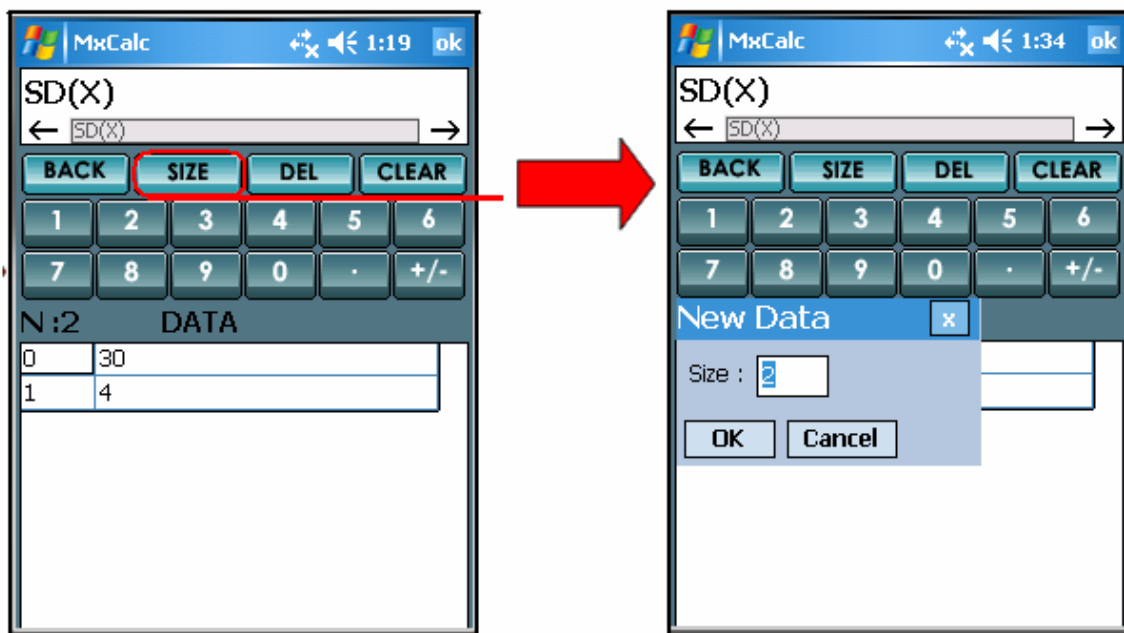 MxCalc 1:19 ok
SD(X)
← SD(X) →
BACK SIZE DEL CLEAR
1 2 3 4 5 6
7 8 9 0 . +/-
N :2 DATA
0 30
1 4
MxCalc 1:34 ok
SD(X)
← SD(X) →
BACK SIZE DEL CLEAR
1 2 3 4 5 6
7 8 9 0 . +/-
New Data x
Size : 2
OK Cancel